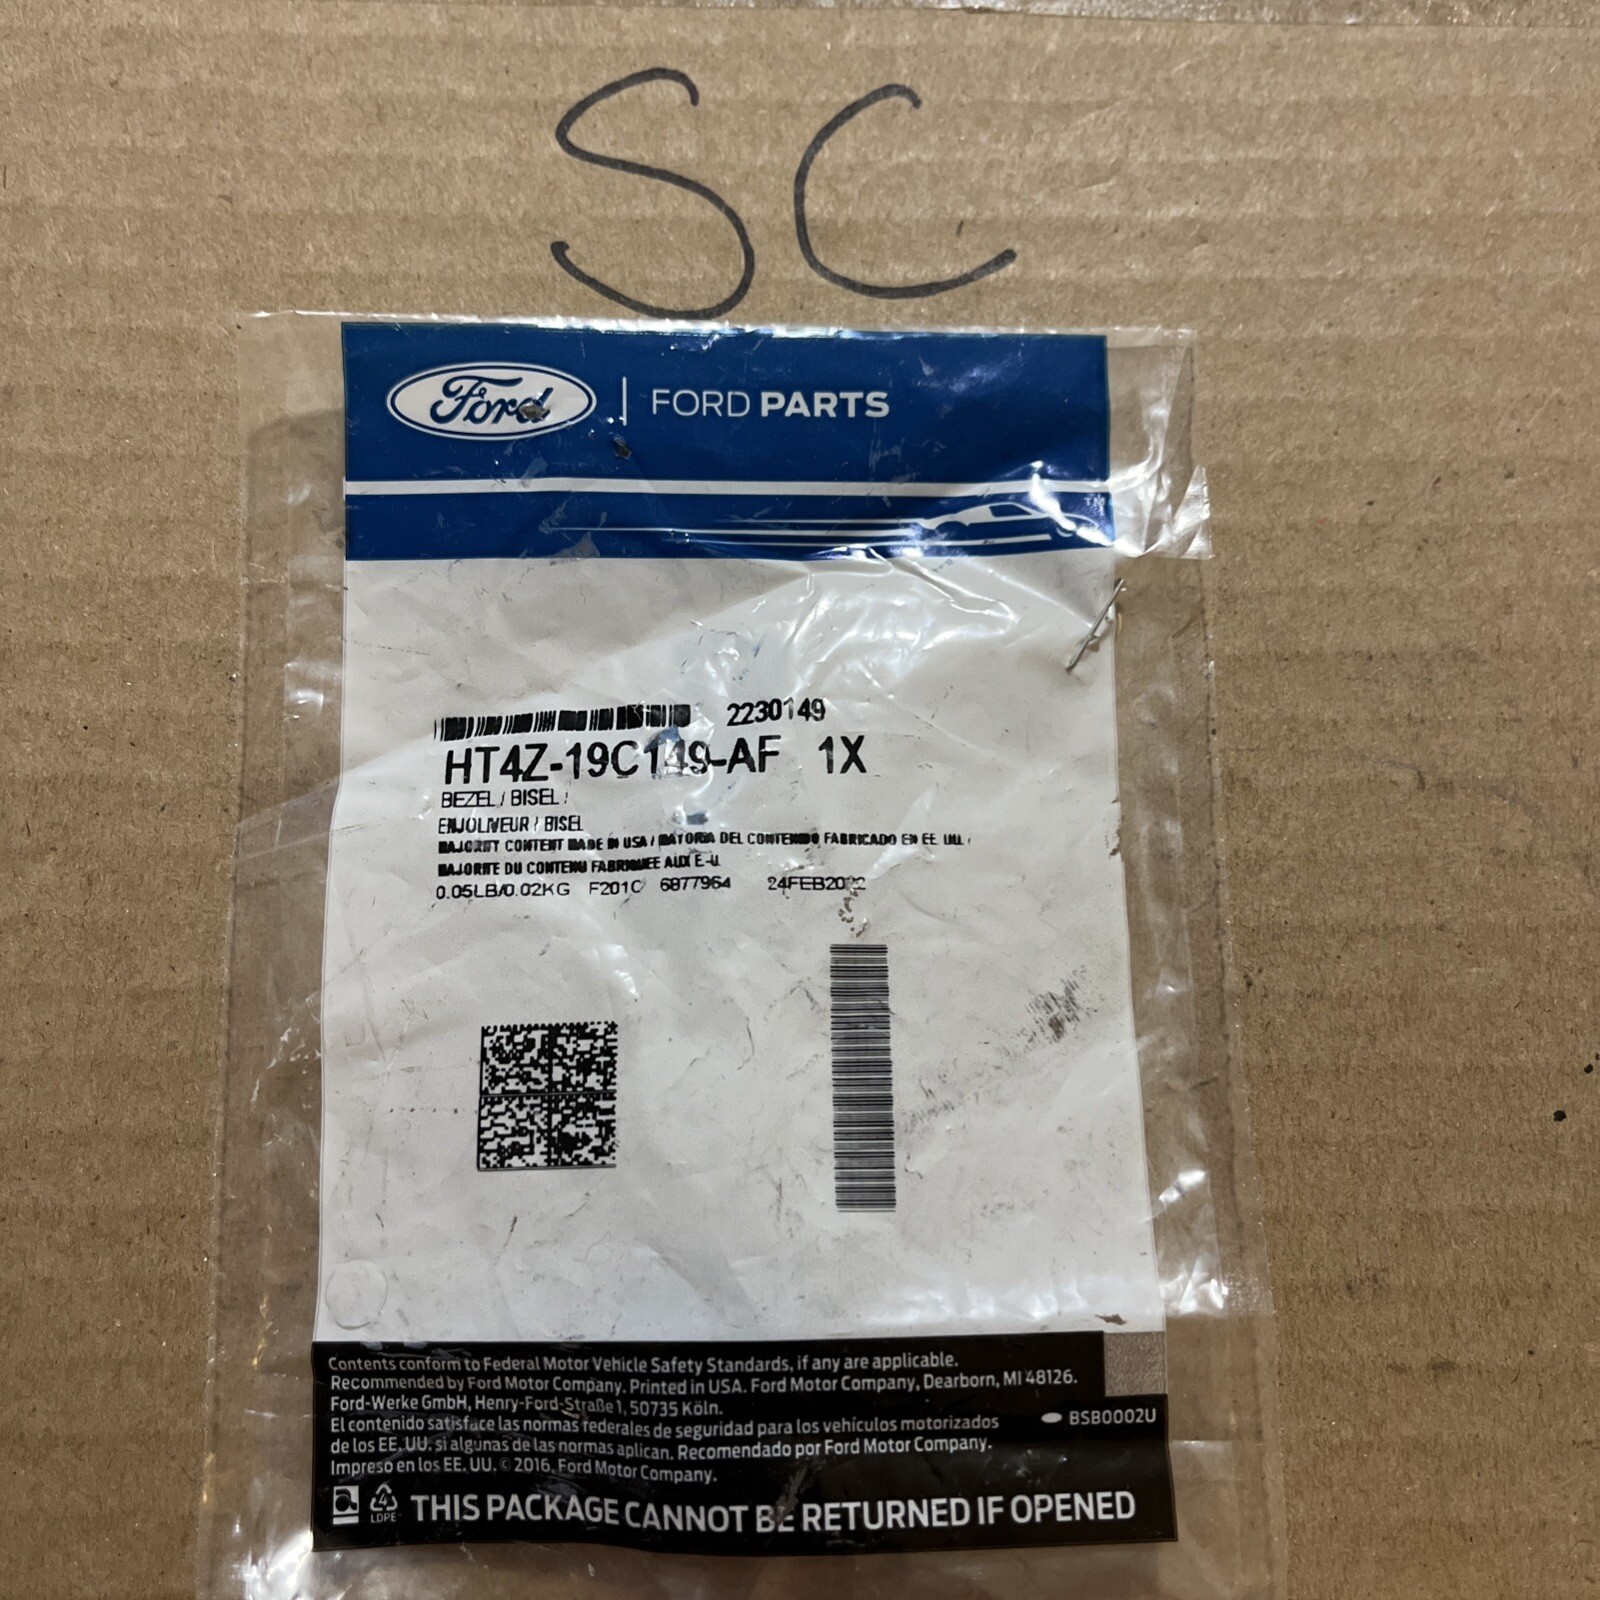 SC
Ford | FORD PARTS
TM
2230149
HT4Z-19C149-AF 1X
BEZEL / BISEL /
ENJOLIVEUR / BISEL
MAJORITY CONTENT MADE IN USA / MAYORIA DEL CONTENIDO FABRICADO EN EE. UU. /
MAJORITE DU CONTENU FABRIQUEE AUX E.-U.
0.05LB/0.02KG F201C 6877964
Contents conform to Federal Motor Vehicle Safety Standards, if any are applicable.
Recommended by Ford Motor Company. Printed in USA. Ford Motor Company, Dearborn, MI 48126.
Ford-Werke GmbH, Henry-Ford-Straße 1, 50735 Köln.
El contenido satisface las normas federales de seguridad para los vehículos motorizados
de los EE. UU. si algunas de las normas aplican. Recomendado por Ford Motor Company.
Impreso en los EE. UU. © 2016. Ford Motor Company.
BSB0002U
4
LDPE
THIS PACKAGE CANNOT BE RETURNED IF OPENED